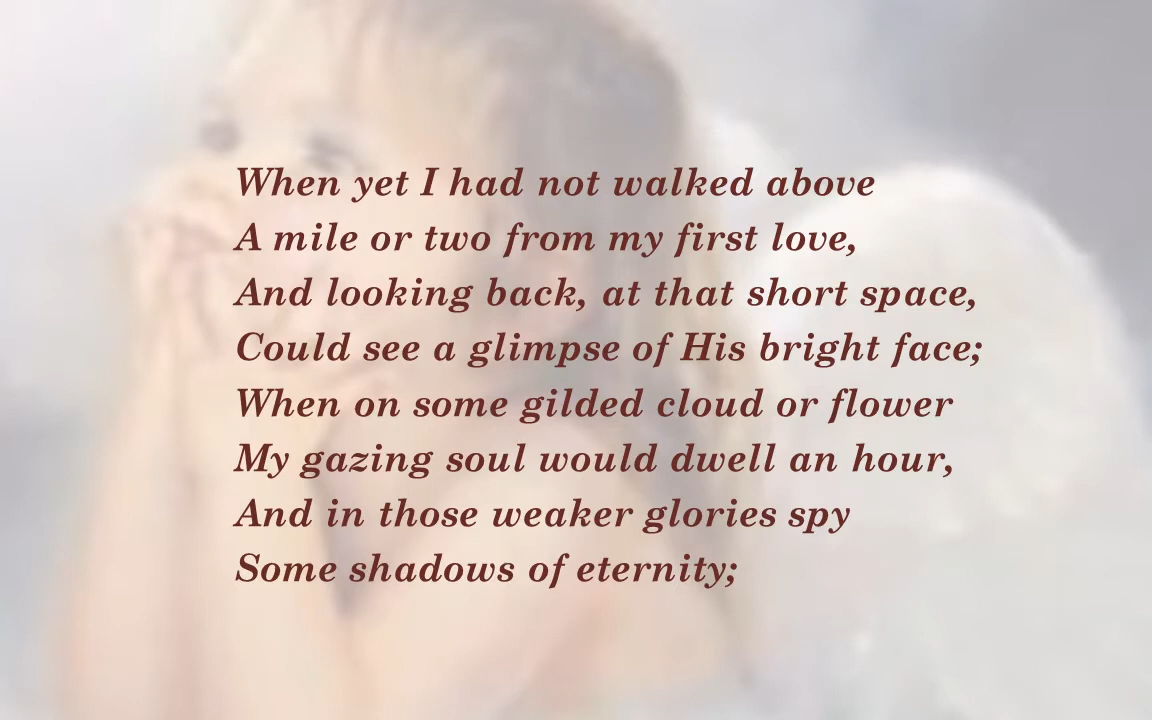 When yet I had not walked above
A mile or two from my first love,
And looking back, at that short space,
Could see a glimpse of His bright face;
When on some gilded cloud or flower
My gazing soul would dwell an hour,
And in those weaker glories spy
Some shadows of eternity;